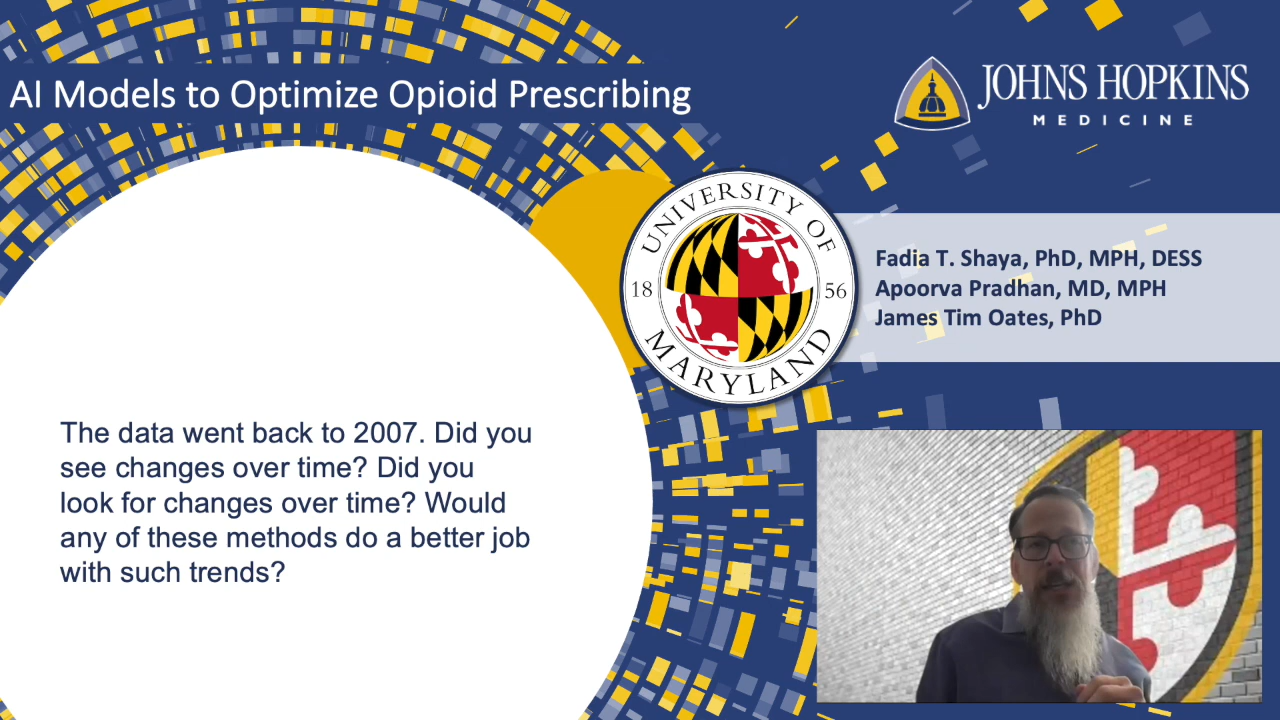 AI Models to Optimize Opioid Prescribing
JOHNS HOPKINS
MEDICINE
UNIVERSITY OF
18 56
MARYLAND
Fadia T. Shaya, PhD, MPH, DESS
Apoorva Pradhan, MD, MPH
James Tim Oates, PhD
The data went back to 2007. Did you
see changes over time? Did you
look for changes over time? Would
any of these methods do a better job
with such trends?